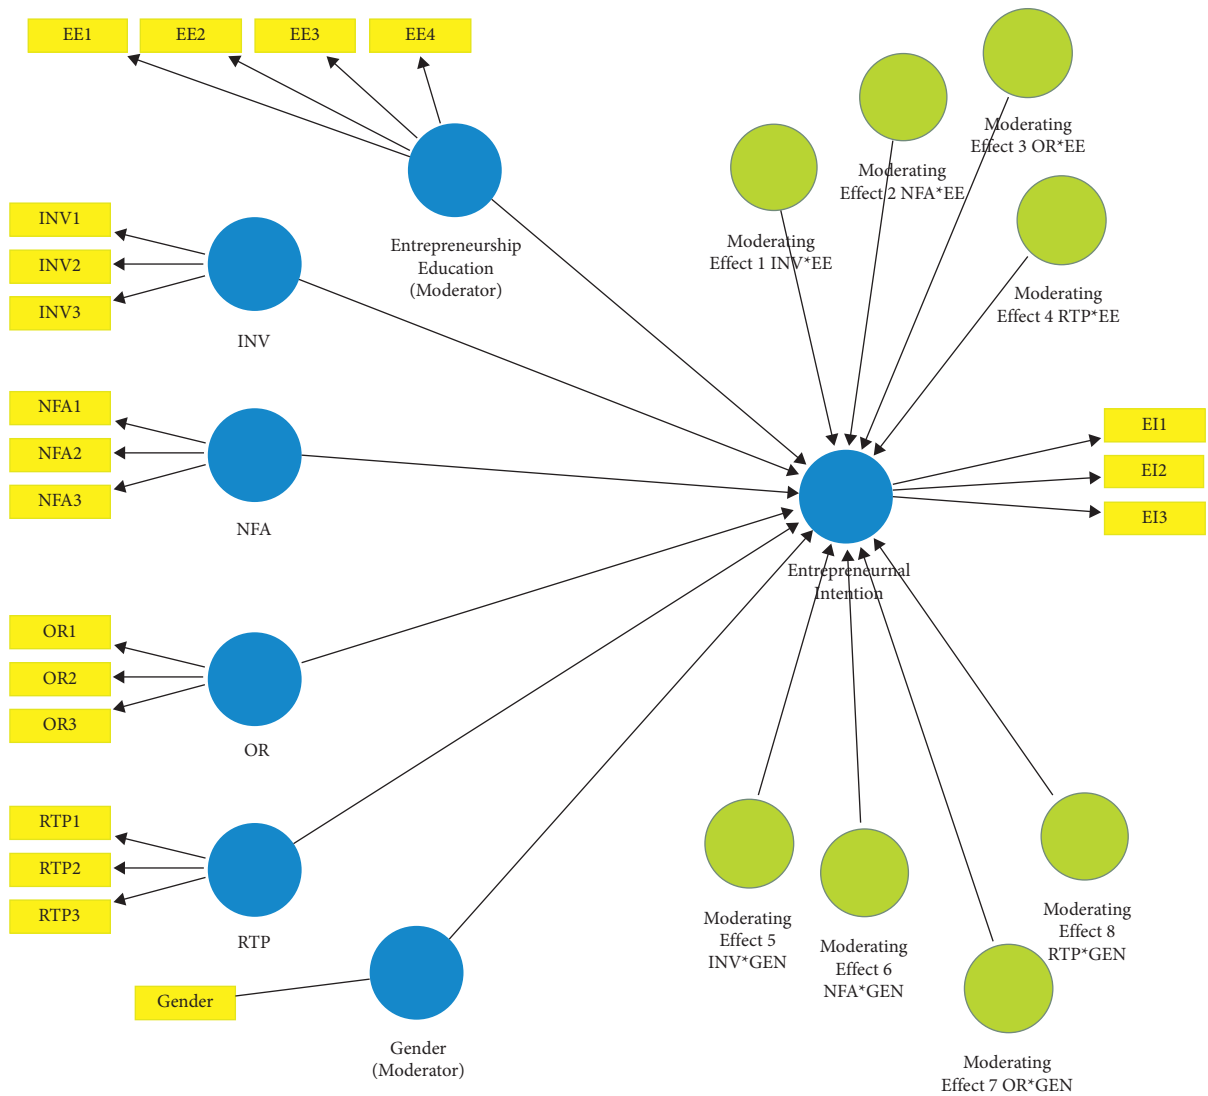 EE1
EE2
EE3
EE4
Entrepreneurship
Education
(Moderator)
INV1
INV2
INV3
INV
NFA1
NFA2
NFA3
NFA
OR1
OR2
OR3
OR
RTP1
RTP2
RTP3
RTP
Gender
Gender
(Moderator)
Moderating
Effect 1 INV*EE
Moderating
Effect 2 NFA*EE
Moderating
Effect 3 OR*EE
Moderating
Effect 4 RTP*EE
Entrepreneurnal
Intention
EI1
EI2
EI3
Moderating
Effect 5
INV*GEN
Moderating
Effect 6
NFA*GEN
Moderating
Effect 7 OR*GEN
Moderating
Effect 8
RTP*GEN